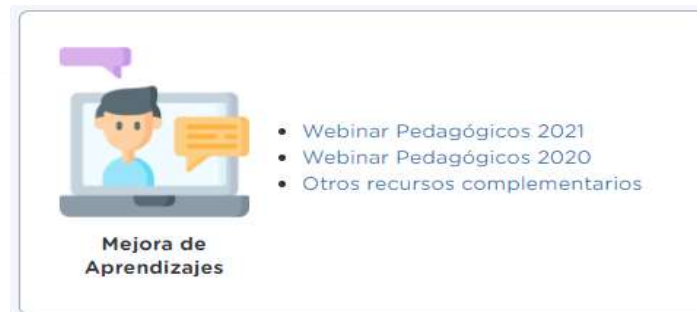 Webinar Pedagógicos 2021
Webinar Pedagógicos 2020
Otros recursos complementarios
Mejora de
Aprendizajes